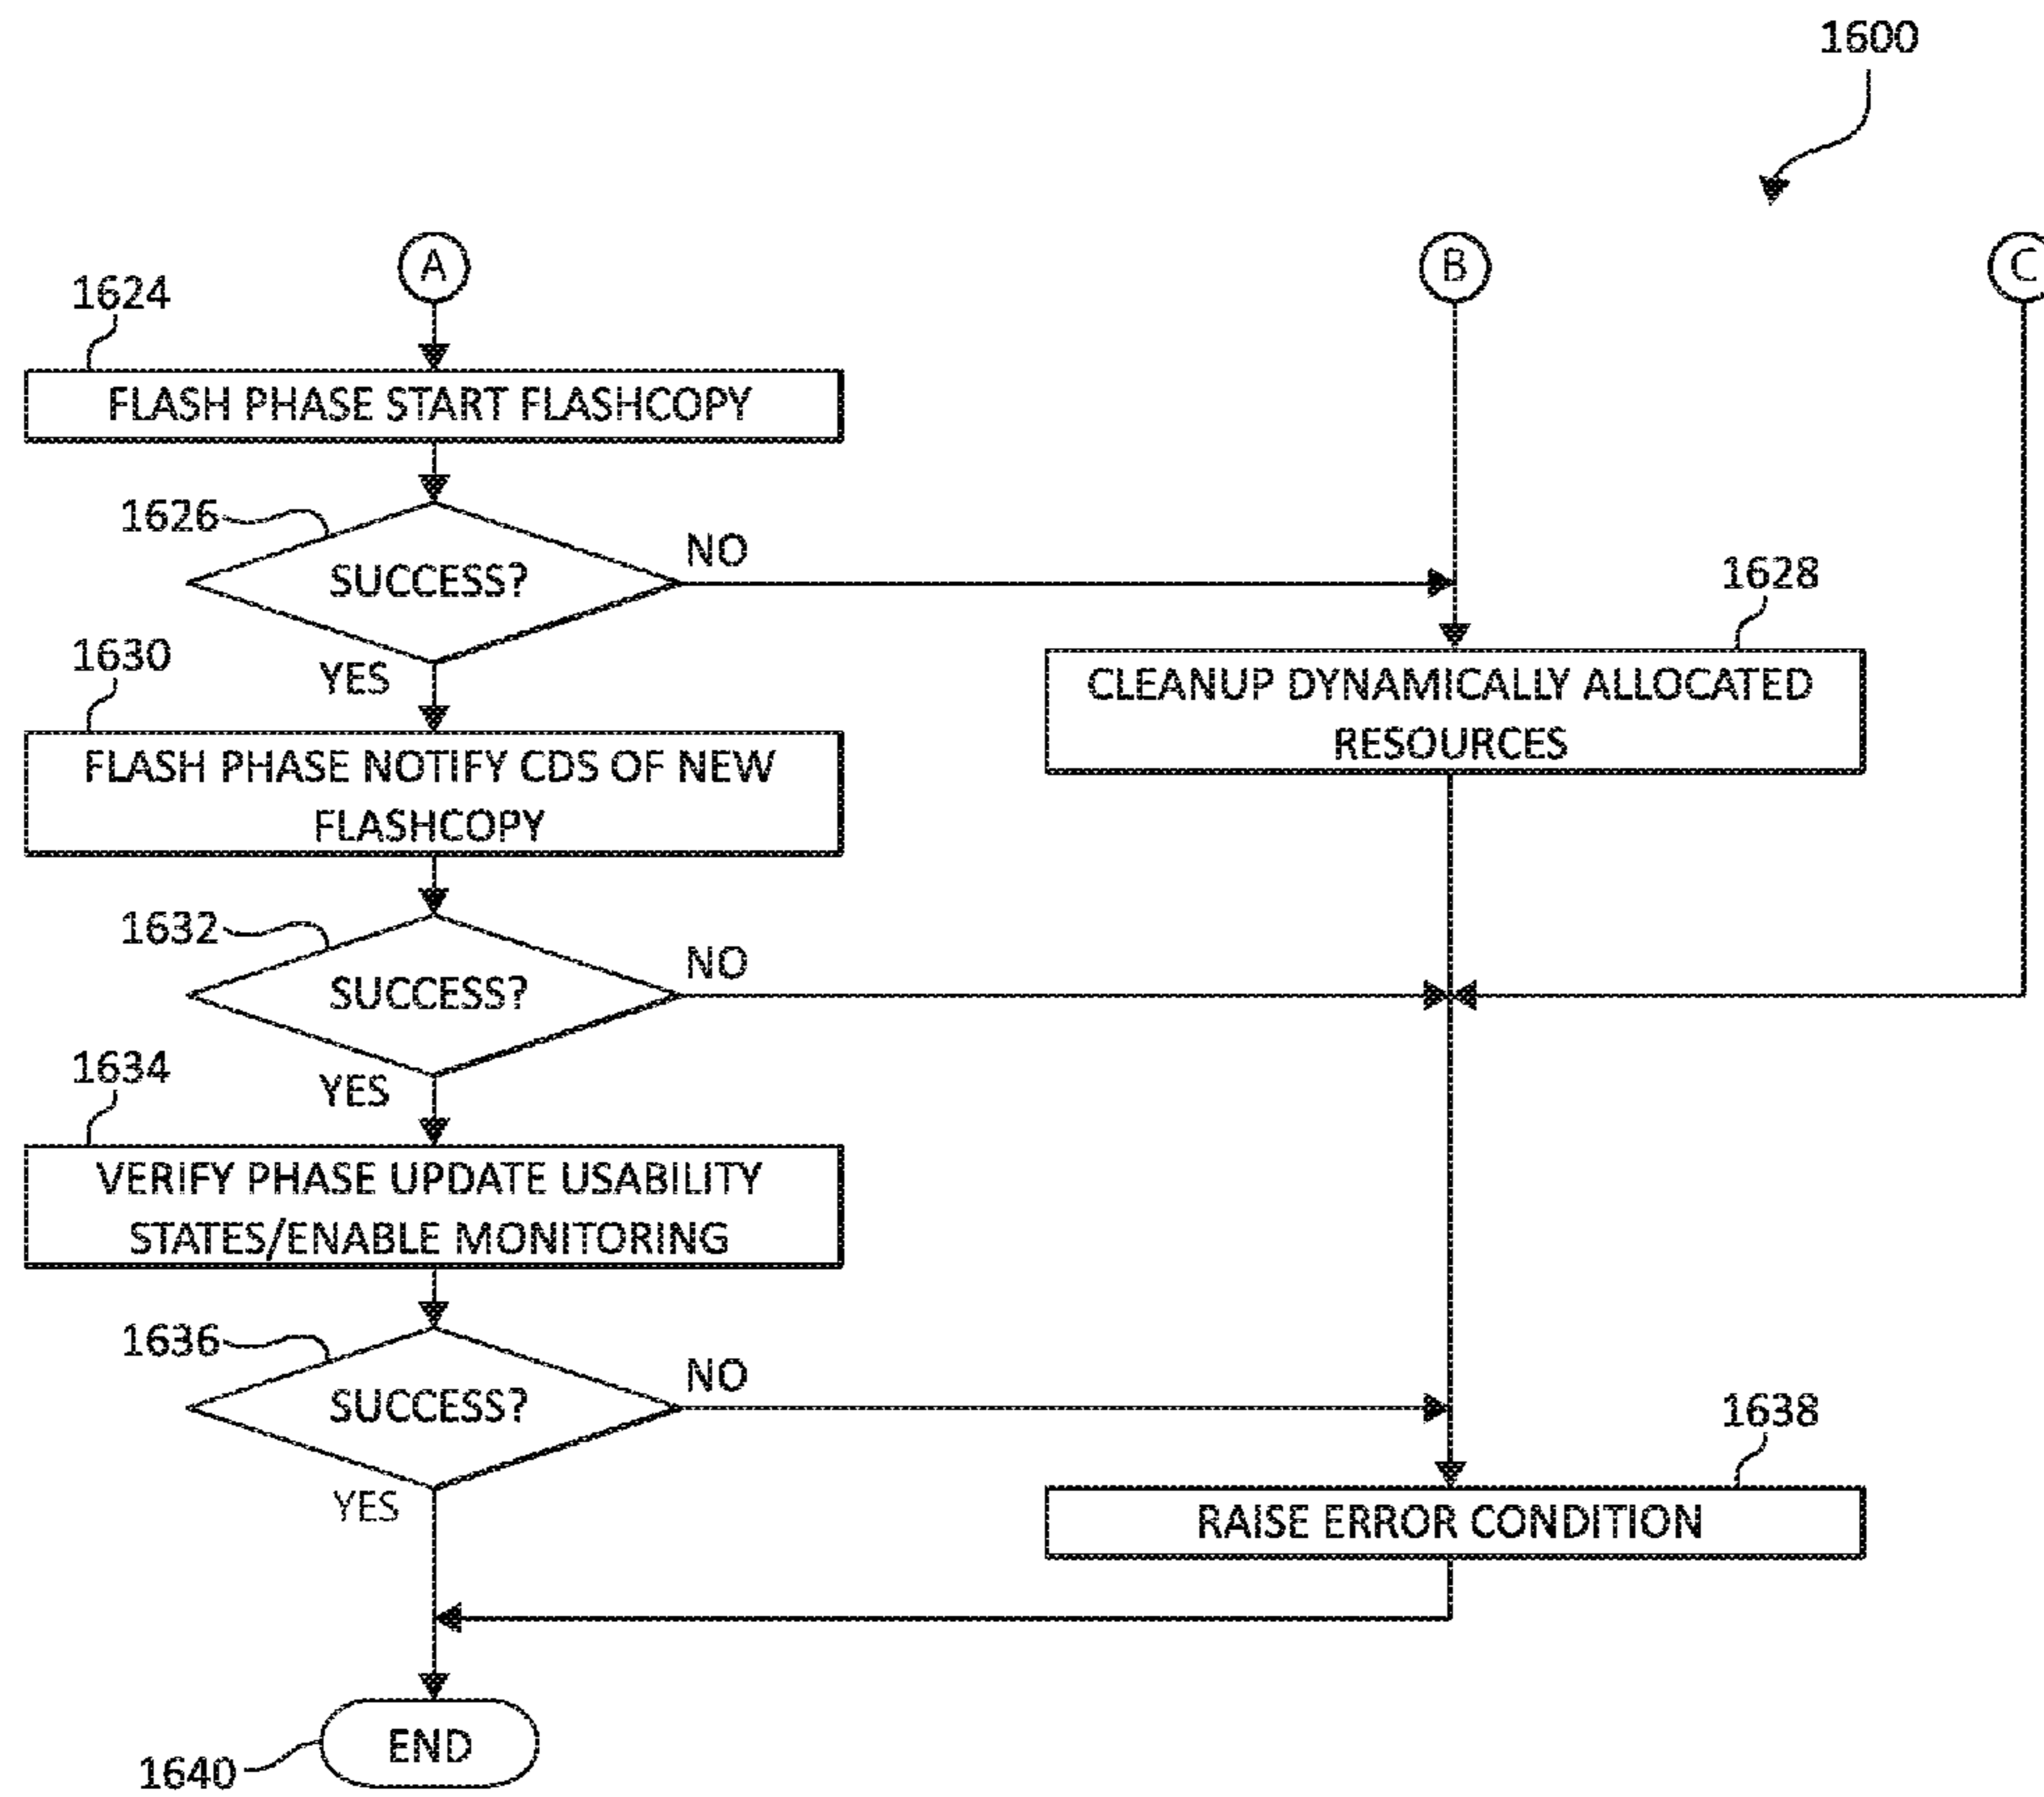 1600
A
B
C
1624
FLASH PHASE START FLASHCOPY
1626
SUCCESS?
NO
YES
1628
CLEANUP DYNAMICALLY ALLOCATED
RESOURCES
1630
FLASH PHASE NOTIFY CDS OF NEW
FLASHCOPY
1632
SUCCESS?
NO
YES
1634
VERIFY PHASE UPDATE USABILITY
STATES/ENABLE MONITORING
1636
SUCCESS?
NO
YES
1638
RAISE ERROR CONDITION
END
1640